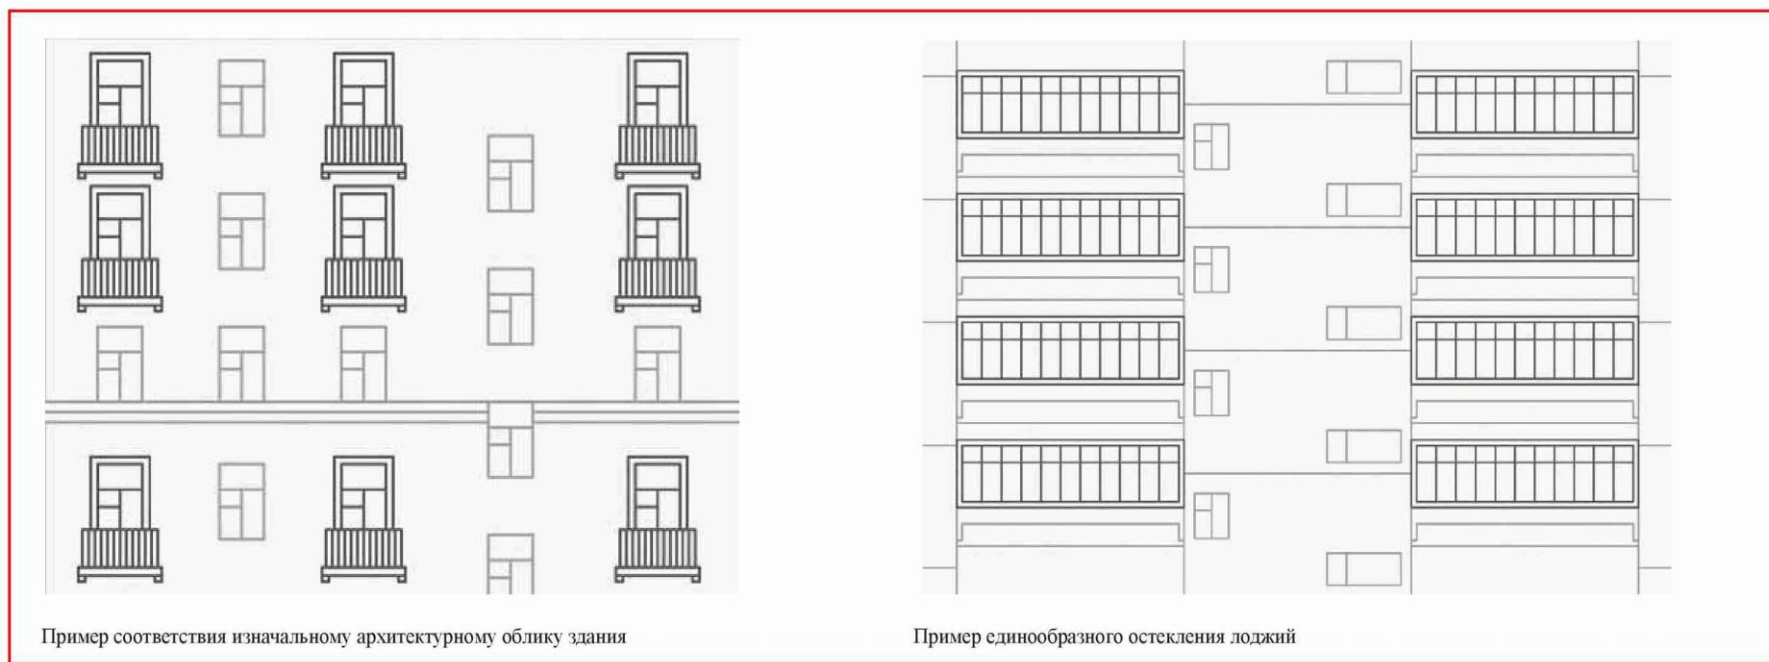 Пример соответствия изначальному архитектурному облику здания
Пример единообразного остекления лоджий